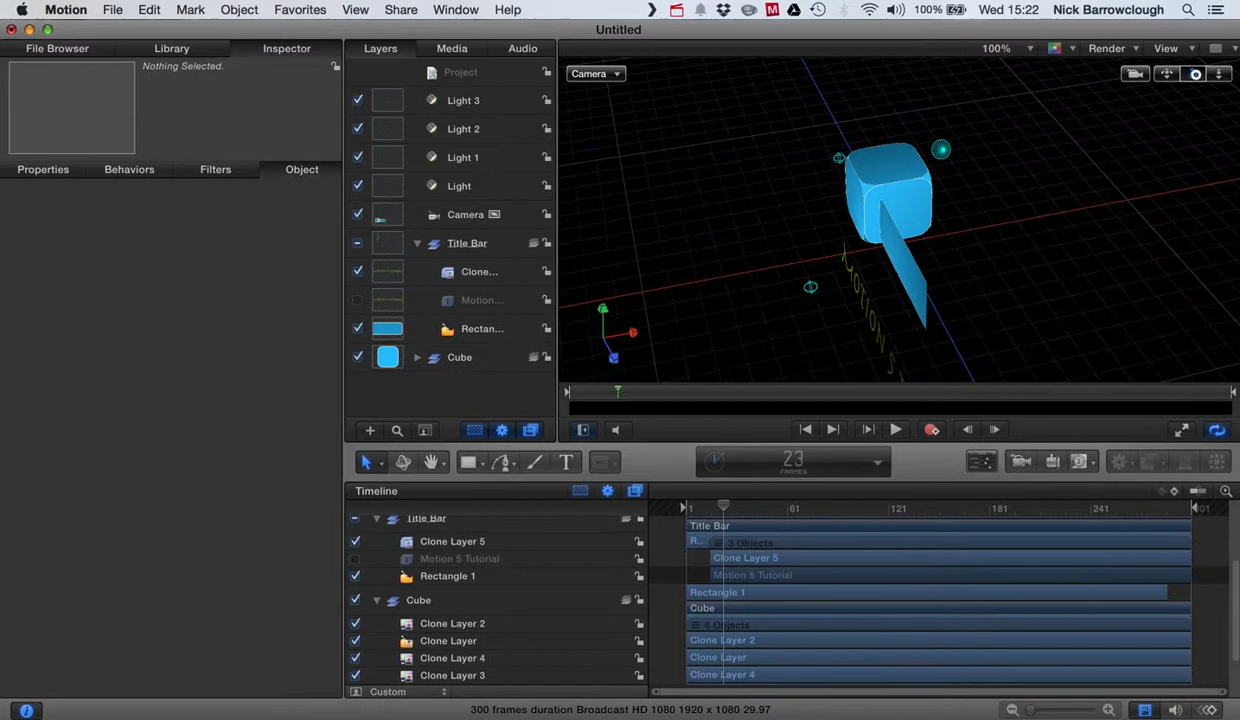 Motion File Edit Mark Object Favorites View Share Window Help 100% Wed 15:22 Nick Barrowclough
Untitled
File Browser Library Inspector Layers Media Audio 100% Render View
Nothing Selected.
Project
Camera
Light 3
Light 2
Light 1
Light
Camera
Title Bar
Clone...
Motion...
Rectan...
Cube
Properties Behaviors Filters Object
MOTION 5
23
FRAMES
Timeline
1 61 121 181 241 301
Title Bar
Title Bar
R.. 3 Objects
Clone Layer 5
Clone Layer 5
Motion 5 Tutorial
Motion 5 Tutorial
Rectangle 1
Rectangle 1
Cube
Cube
6 Objects
Clone Layer 2
Clone Layer 2
Clone Layer
Clone Layer
Clone Layer 4
Clone Layer 4
Clone Layer 3
Custom
300 frames duration Broadcast HD 1080 1920 x 1080 29.97